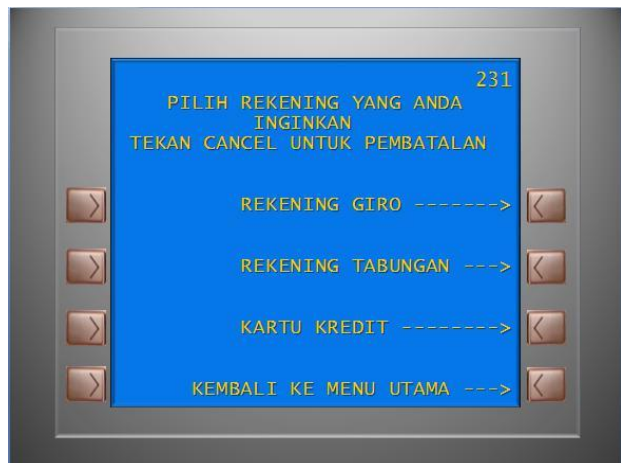 231
PILIH REKENING YANG ANDA
INGINKAN
TEKAN CANCEL UNTUK PEMBATALAN
REKENING GIRO ------->
REKENING TABUNGAN --->
KARTU KREDIT -------->
KEMBALI KE MENU UTAMA --->